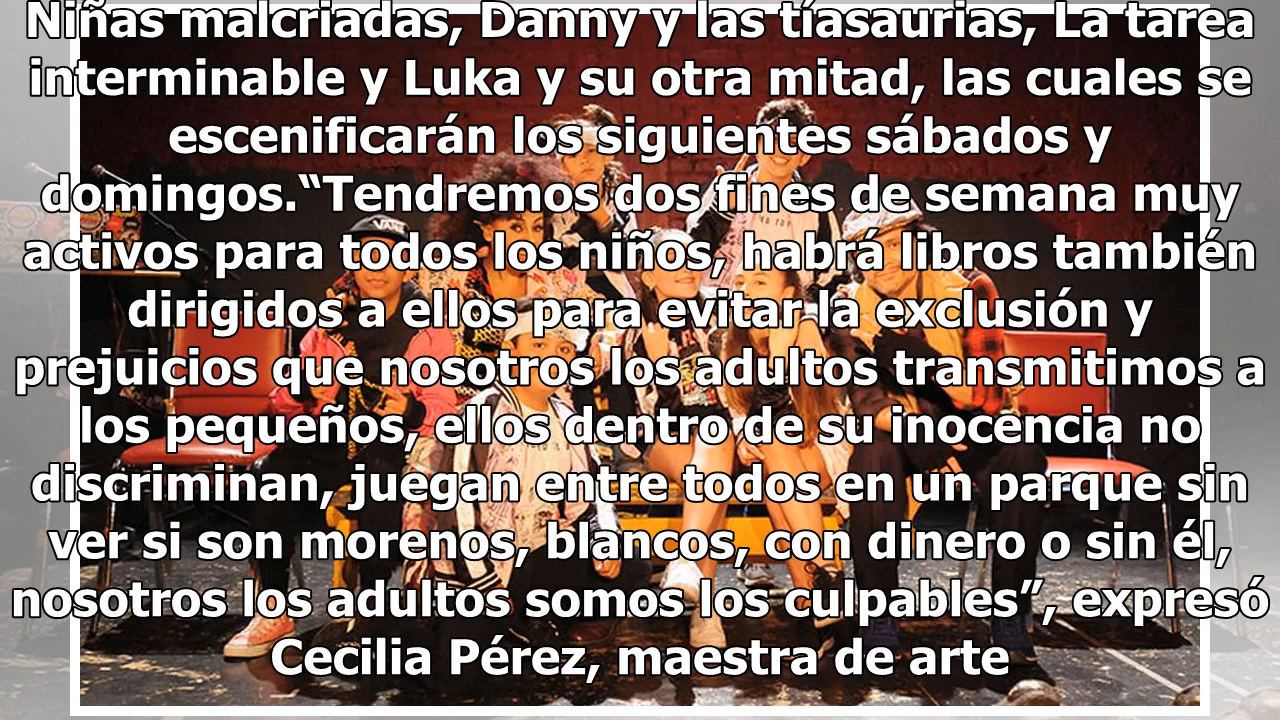 Niñas malcriadas, Danny y las tíasaurias, La tarea
interminable y Luka y su otra mitad, las cuales se
escenificarán los siguientes sábados y
domingos.“Tendremos dos fines de semana muy
activos para todos los niños, habrá libros también
dirigidos a ellos para evitar la exclusión y
prejuicios que nosotros los adultos transmitimos a
los pequeños, ellos dentro de su inocencia no
discriminan, juegan entre todos en un parque sin
ver si son morenos, blancos, con dinero o sin él,
nosotros los adultos somos los culpables”, expresó
Cecilia Pérez, maestra de arte
VANS